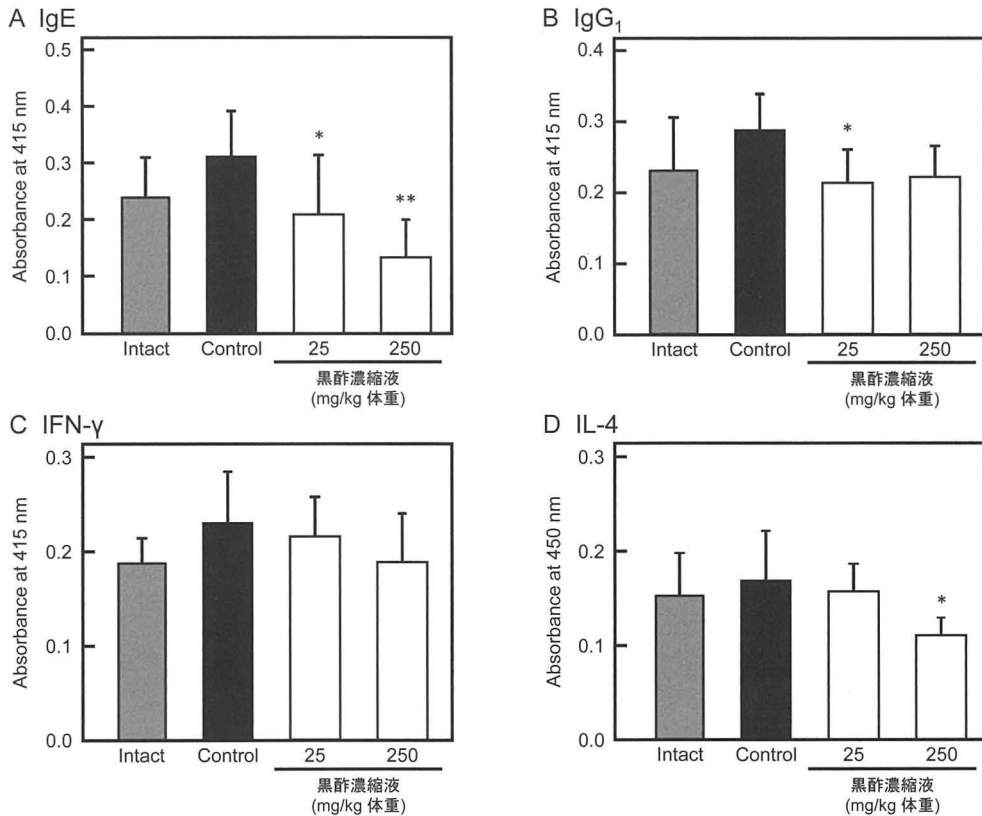 A IgE
Absorbance at 415 nm
0.5
0.4
0.3
0.2
0.1
0.0
*
**
Intact Control 25 250
黒酢濃縮液
(mg/kg 体重)
B IgG₁
Absorbance at 415 nm
0.4
0.3
0.2
0.1
0.0
*
Intact Control 25 250
黒酢濃縮液
(mg/kg 体重)
C IFN-γ
Absorbance at 415 nm
0.3
0.2
0.1
0.0
Intact Control 25 250
黒酢濃縮液
(mg/kg 体重)
D IL-4
Absorbance at 450 nm
0.3
0.2
0.1
0.0
*
Intact Control 25 250
黒酢濃縮液
(mg/kg 体重)